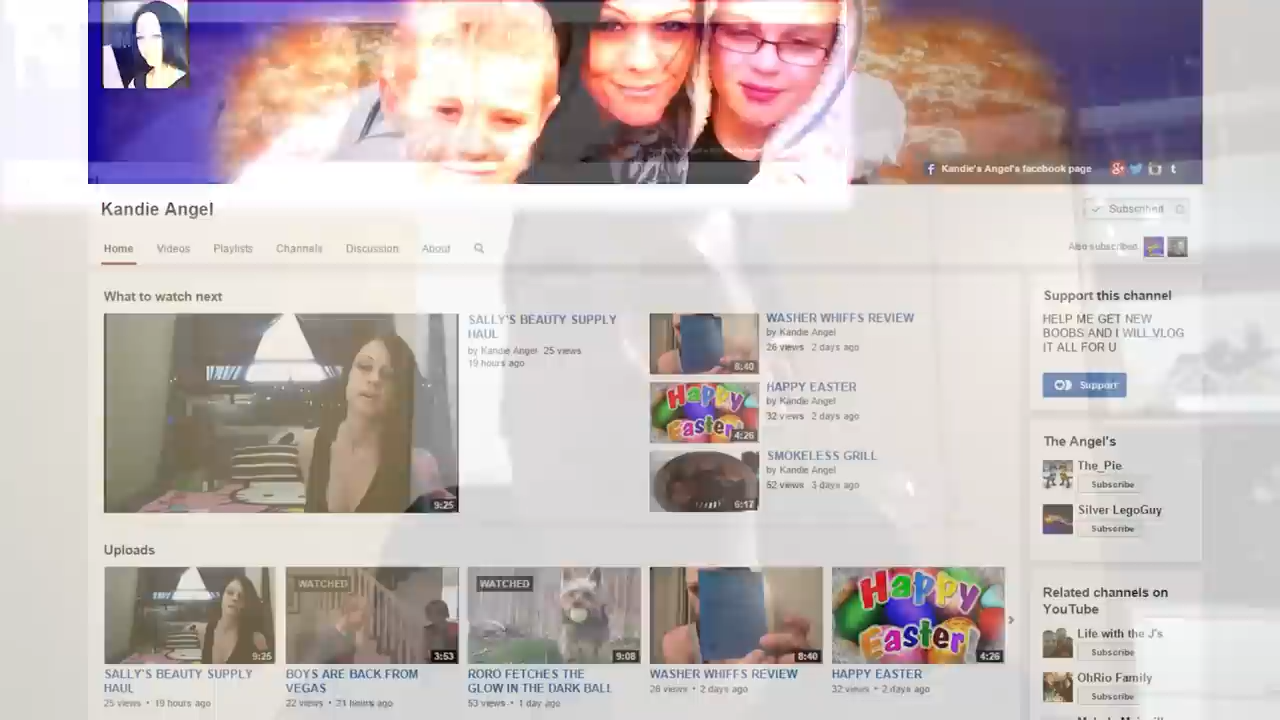 Kandie's Angel's facebook page
Kandie Angel
Subscribed
Home Videos Playlists Channels Discussion About
Also subscribed
What to watch next
9:25
SALLY'S BEAUTY SUPPLY
HAUL
by Kandie Angel 25 views
19 hours ago
8:40
WASHER WHIFFS REVIEW
by Kandie Angel
26 views 2 days ago
Happy
Easter!
4:26
HAPPY EASTER
by Kandie Angel
32 views 2 days ago
6:17
SMOKELESS GRILL
by Kandie Angel
52 views 3 days ago
Support this channel
HELP ME GET NEW
BOOBS AND I WILL VLOG
IT ALL FOR U
Support
The Angel's
The_Pie
Subscribe
Silver LegoGuy
Subscribe
Uploads
9:25
SALLY'S BEAUTY SUPPLY
HAUL
25 views • 19 hours ago
WATCHED
3:53
BOYS ARE BACK FROM
VEGAS
22 views • 21 hours ago
WATCHED
9:08
RORO FETCHES THE
GLOW IN THE DARK BALL
53 views • 1 day ago
8:40
WASHER WHIFFS REVIEW
26 views • 2 days ago
Happy
Easter!
4:26
HAPPY EASTER
32 views • 2 days ago
Related channels on
YouTube
Life with the J's
Subscribe
OhRio Family
Subscribe